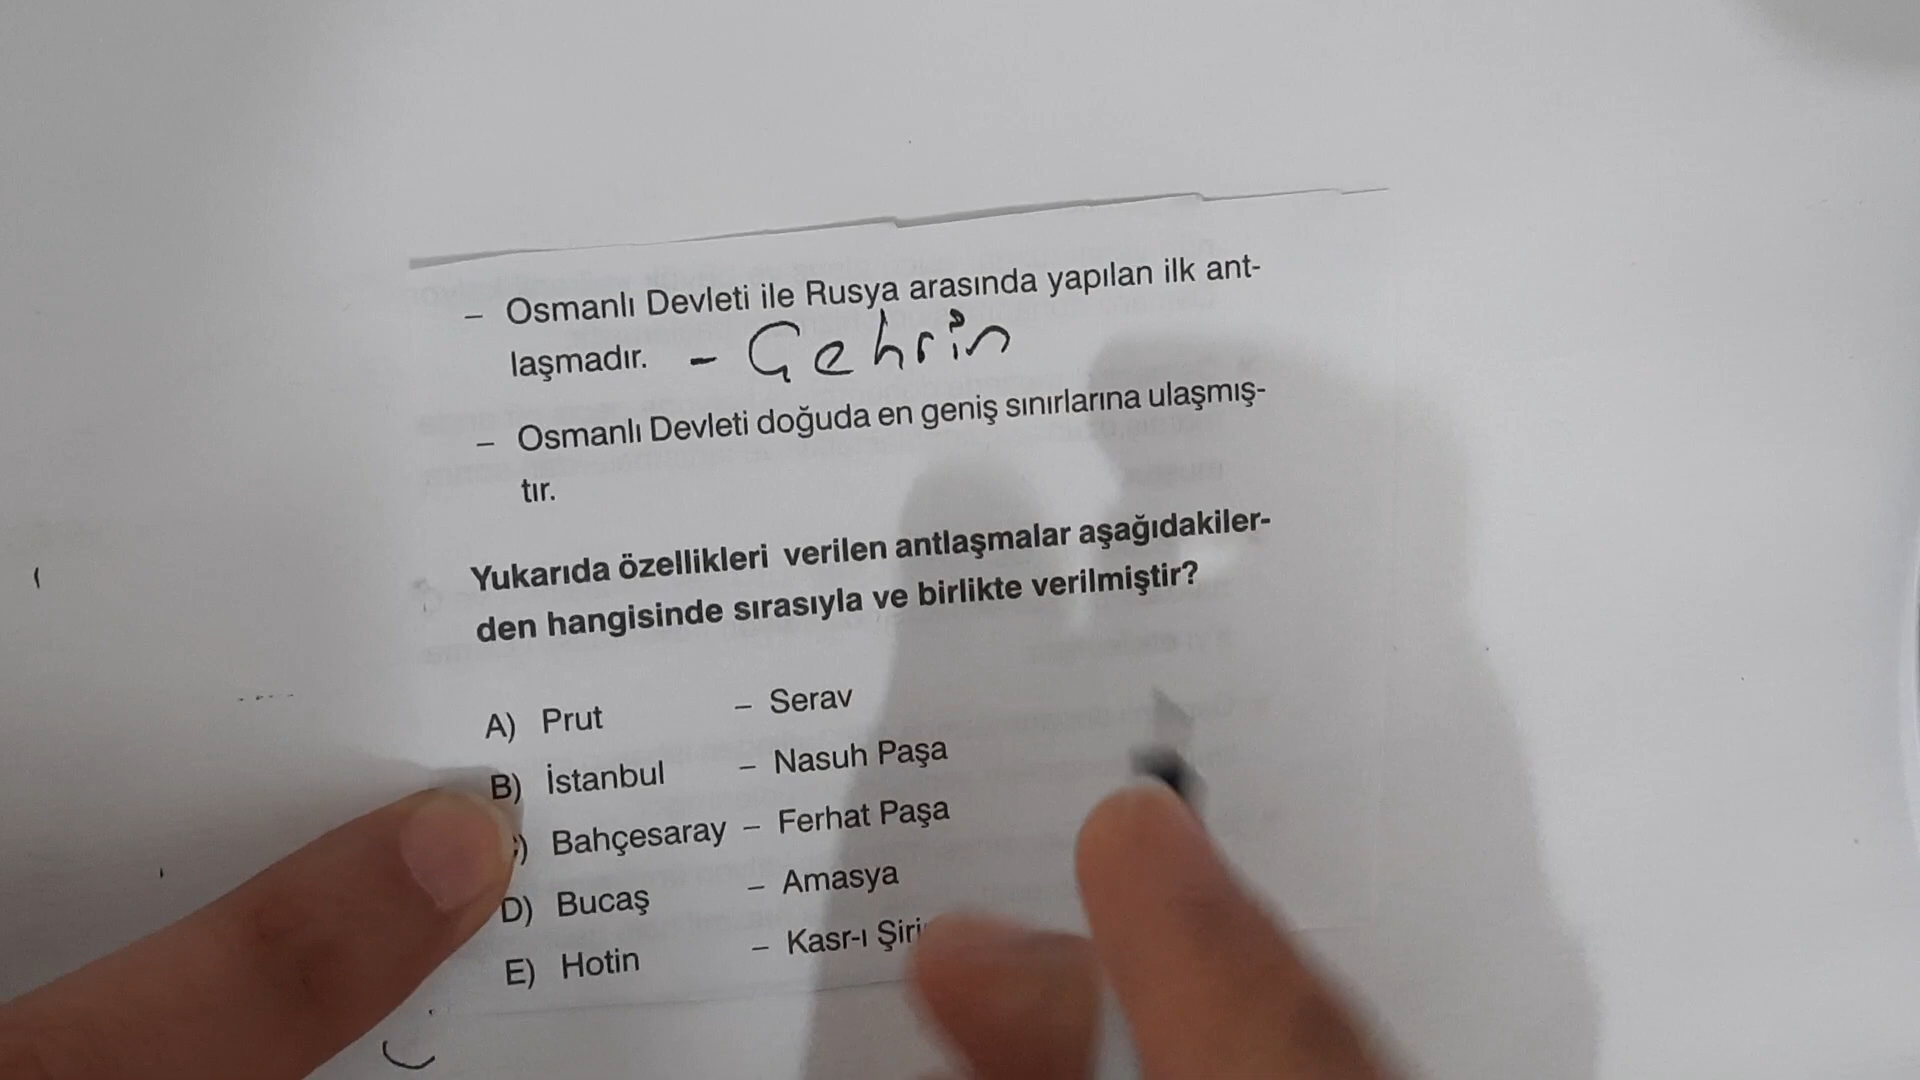 – Osmanlı Devleti ile Rusya arasında yapılan ilk ant-
laşmadır. – Çehrin
– Osmanlı Devleti doğuda en geniş sınırlarına ulaşmış-
tır.
Yukarıda özellikleri verilen antlaşmalar aşağıdakiler-
den hangisinde sırasıyla ve birlikte verilmiştir?
A) Prut – Serav
B) İstanbul – Nasuh Paşa
) Bahçesaray – Ferhat Paşa
D) Bucaş – Amasya
E) Hotin – Kasr-ı